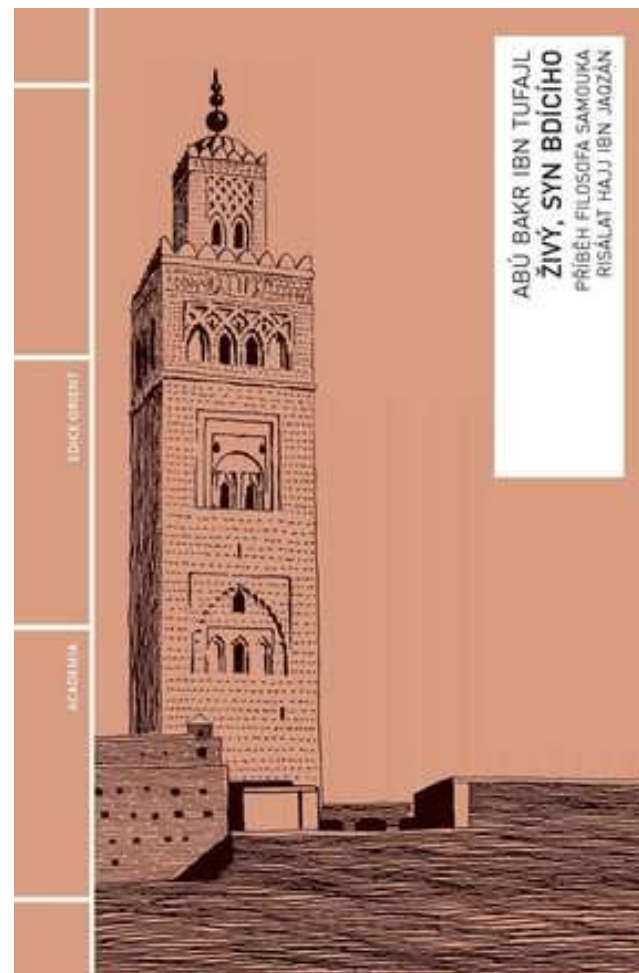 ABÚ BAKR IBN TUFAJL
ŽIVÝ, SYN BDÍCÍHO
PŘÍBĚH FILOSOFA SAMOUKA
RISÁLAT HAJJ IBN JAQZÁN
EDICE ORIENT
ACADEMIA